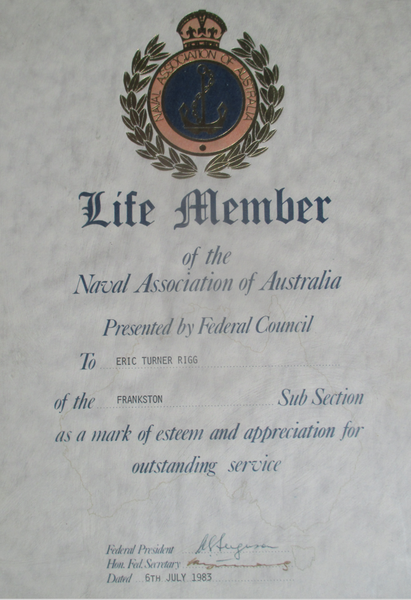 NAVAL ASSOCIATION OF AUSTRALIA
Life Member
of the
Naval Association of Australia
Presented by Federal Council
To ERIC TURNER RIGG
of the FRANKSTON Sub Section
as a mark of esteem and appreciation for
outstanding service
Federal President
Hon. Fed. Secretary
Dated 6TH JULY 1983